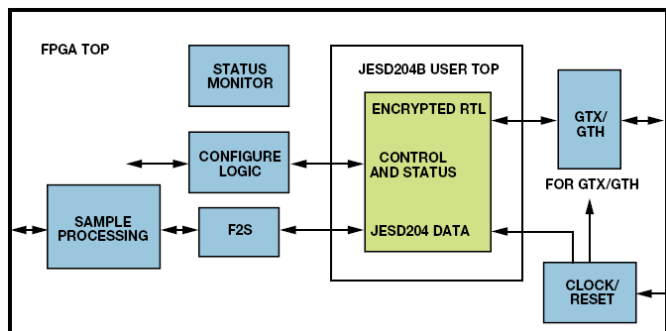 FPGA TOP
STATUS
MONITOR
JESD204B USER TOP
ENCRYPTED RTL
GTX/
GTH
CONFIGURE
LOGIC
CONTROL
AND STATUS
FOR GTX/GTH
SAMPLE
PROCESSING
F2S
JESD204 DATA
CLOCK/
RESET